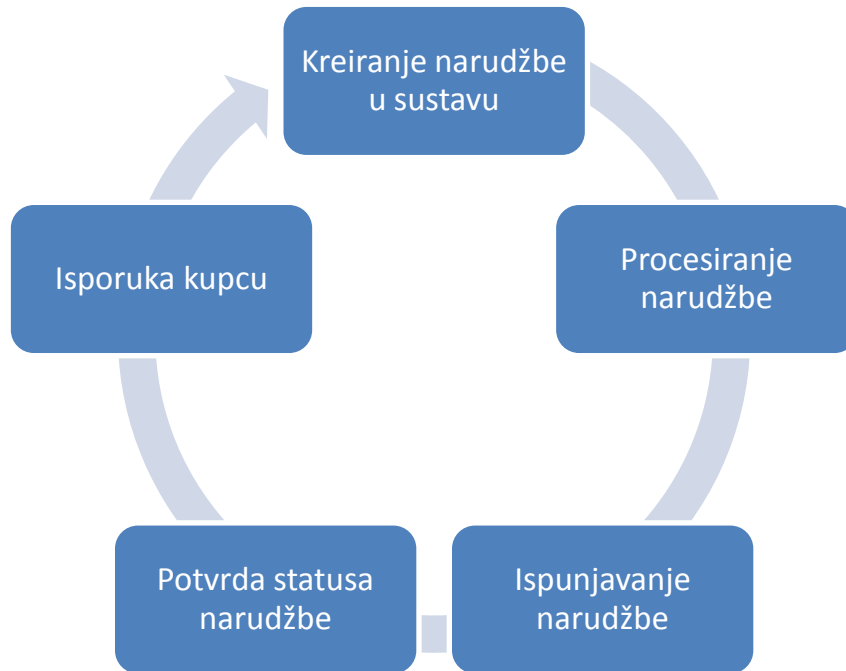 Kreiranje narudžbe
u sustavu
Procesiranje
narudžbe
Ispunjavanje
narudžbe
Potvrda statusa
narudžbe
Isporuka kupcu